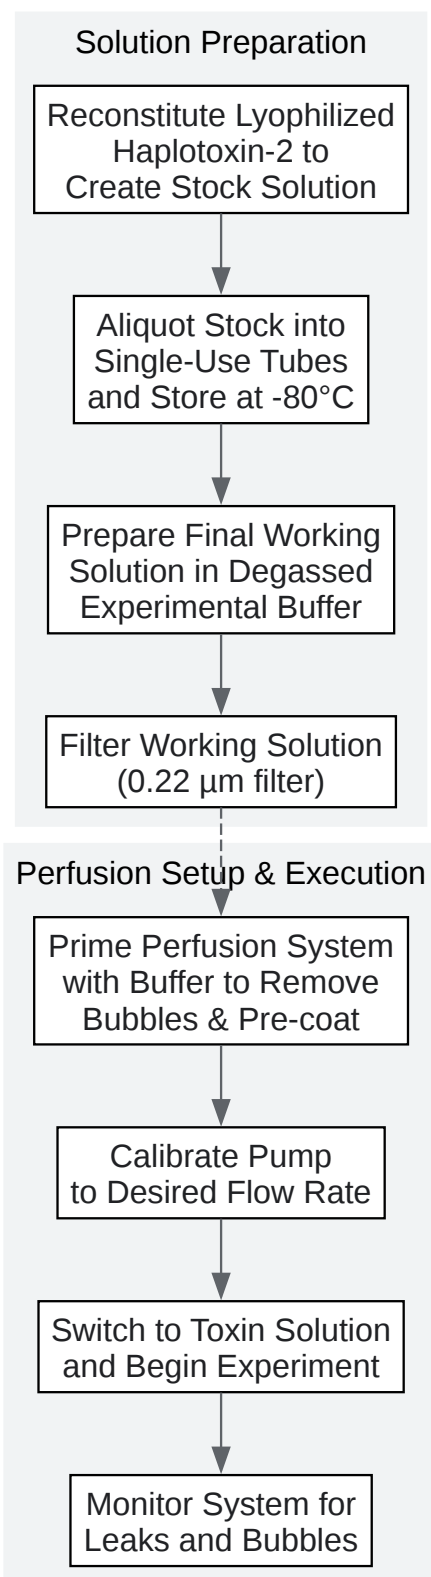 Solution Preparation
Reconstitute Lyophilized
Haplotoxin-2 to
Create Stock Solution
Aliquot Stock into
Single-Use Tubes
and Store at -80°C
Prepare Final Working
Solution in Degassed
Experimental Buffer
Filter Working Solution
(0.22 µm filter)
Perfusion Setup & Execution
Prime Perfusion System
with Buffer to Remove
Bubbles & Pre-coat
Calibrate Pump
to Desired Flow Rate
Switch to Toxin Solution
and Begin Experiment
Monitor System for
Leaks and Bubbles